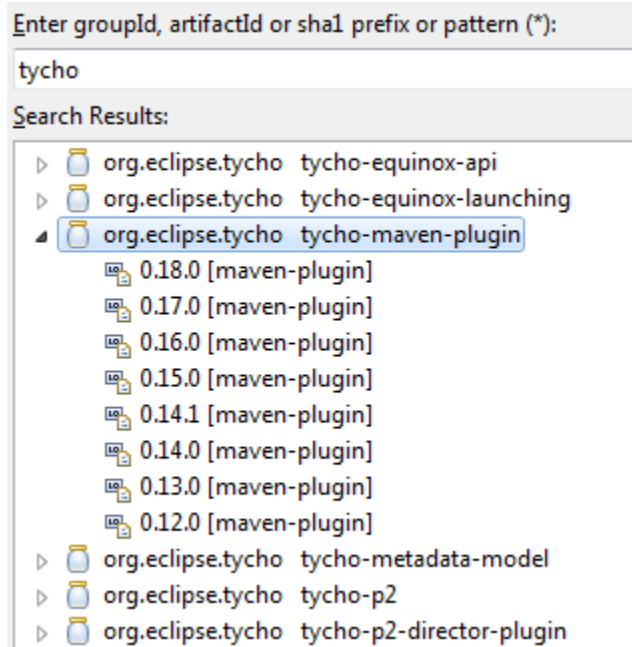 Enter groupId, artifactId or sha1 prefix or pattern (*):
tycho
Search Results:
org.eclipse.tycho tycho-equinox-api
org.eclipse.tycho tycho-equinox-launching
org.eclipse.tycho tycho-maven-plugin
0.18.0 [maven-plugin]
0.17.0 [maven-plugin]
0.16.0 [maven-plugin]
0.15.0 [maven-plugin]
0.14.1 [maven-plugin]
0.14.0 [maven-plugin]
0.13.0 [maven-plugin]
0.12.0 [maven-plugin]
org.eclipse.tycho tycho-metadata-model
org.eclipse.tycho tycho-p2
org.eclipse.tycho tycho-p2-director-plugin